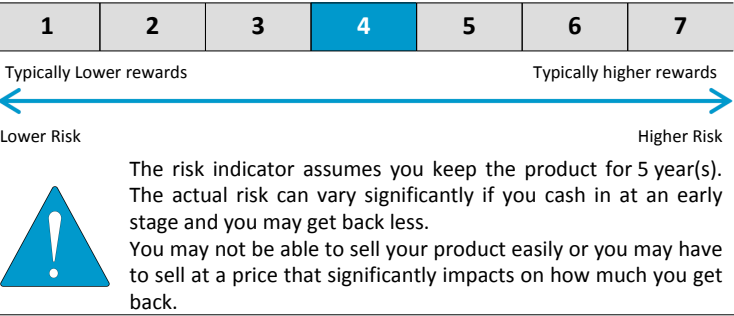 1 2 3 4 5 6 7
Typically Lower rewards Typically higher rewards
Lower Risk Higher Risk
The risk indicator assumes you keep the product for 5 year(s).
The actual risk can vary significantly if you cash in at an early
stage and you may get back less.
You may not be able to sell your product easily or you may have
to sell at a price that significantly impacts on how much you get
back.